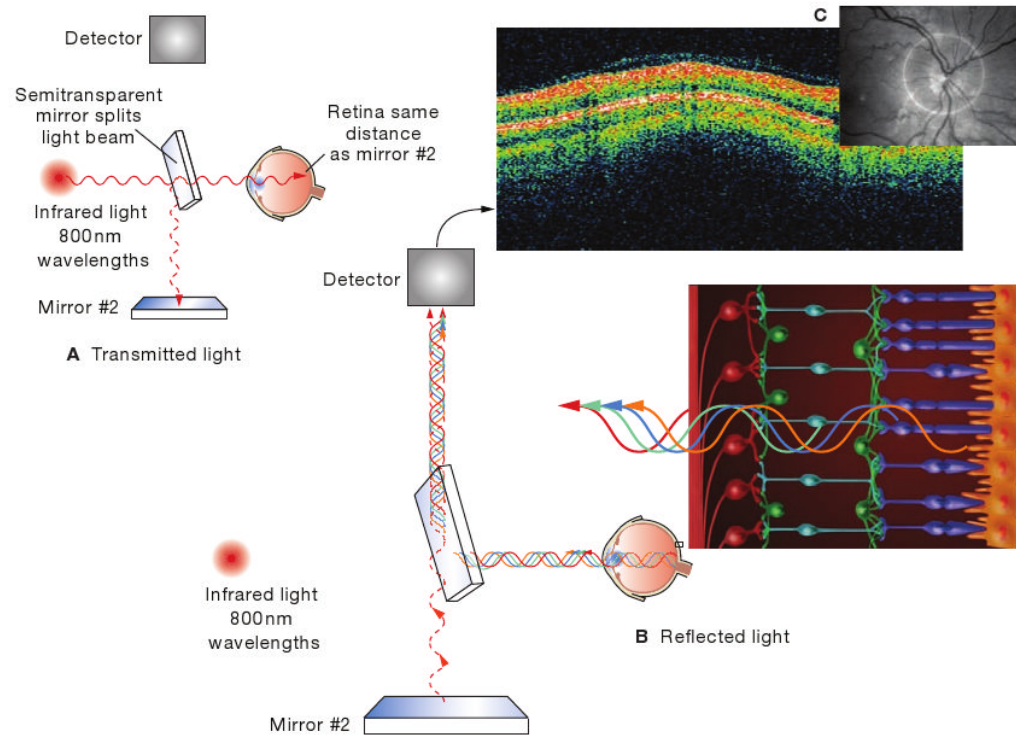 Detector
Semitransparent
mirror splits
light beam
Retina same
distance
as mirror #2
Infrared light
800nm
wavelengths
Mirror #2
A Transmitted light
C
Detector
Infrared light
800nm
wavelengths
B Reflected light
Mirror #2